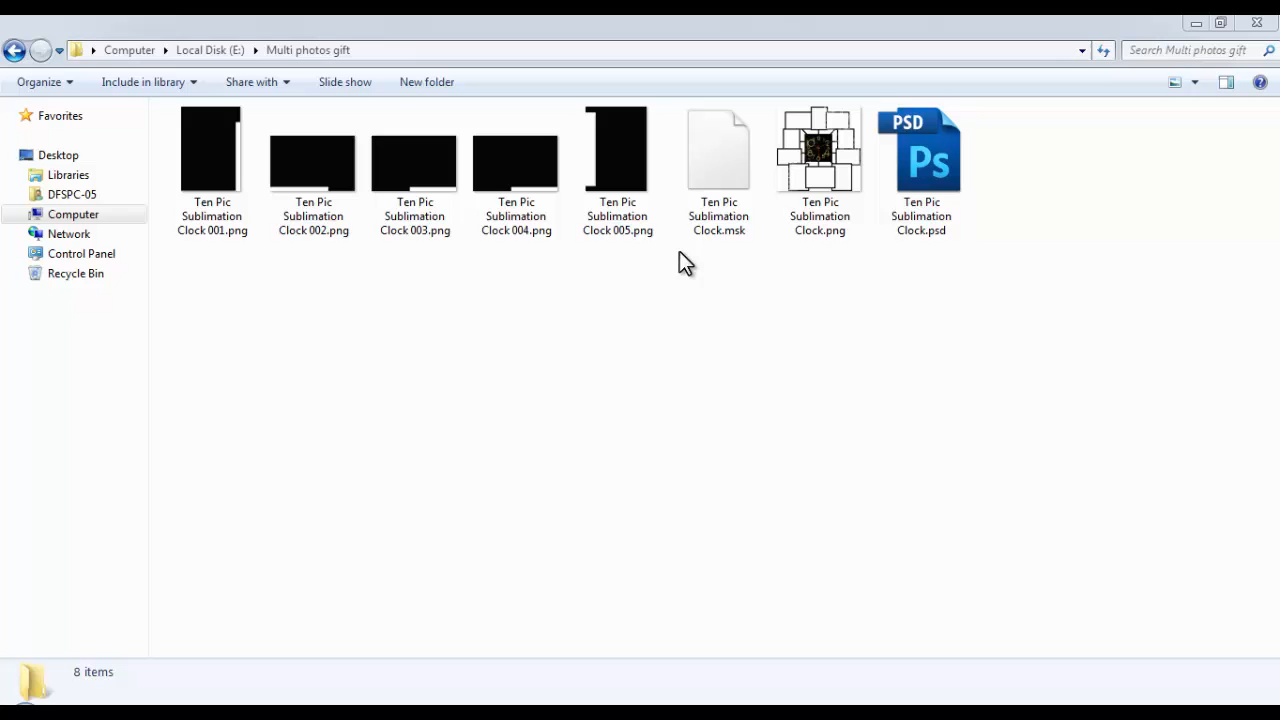 Computer Local Disk (E:) Multi photos gift
Search Multi photos gift
Organize Include in library Share with Slide show New folder
Favorites
Desktop
Libraries
DFSPC-05
Computer
Network
Control Panel
Recycle Bin
Ten Pic
Sublimation
Clock 001.png
Ten Pic
Sublimation
Clock 002.png
Ten Pic
Sublimation
Clock 003.png
Ten Pic
Sublimation
Clock 004.png
Ten Pic
Sublimation
Clock 005.png
Ten Pic
Sublimation
Clock.msk
Ten Pic
Sublimation
Clock.png
PSD
Ps
Ten Pic
Sublimation
Clock.psd
8 items